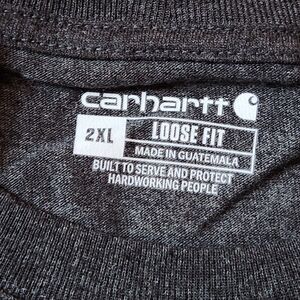 carhartt
2XL LOOSE FIT
MADE IN GUATEMALA
BUILT TO SERVE AND PROTECT
HARDWORKING PEOPLE